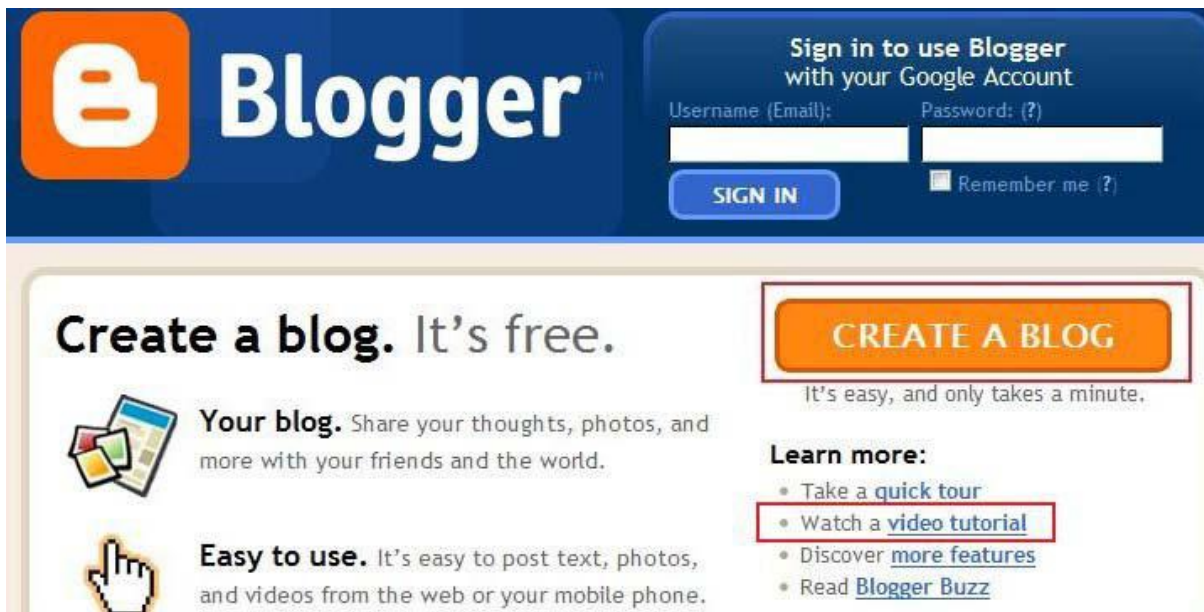 Blogger™
Sign in to use Blogger
with your Google Account
Username (Email):
Password: (?)
SIGN IN
Remember me (?)
Create a blog. It's free.
Your blog. Share your thoughts, photos, and
more with your friends and the world.
Easy to use. It's easy to post text, photos,
and videos from the web or your mobile phone.
CREATE A BLOG
It's easy, and only takes a minute.
Learn more:
• Take a quick tour
• Watch a video tutorial
• Discover more features
• Read Blogger Buzz